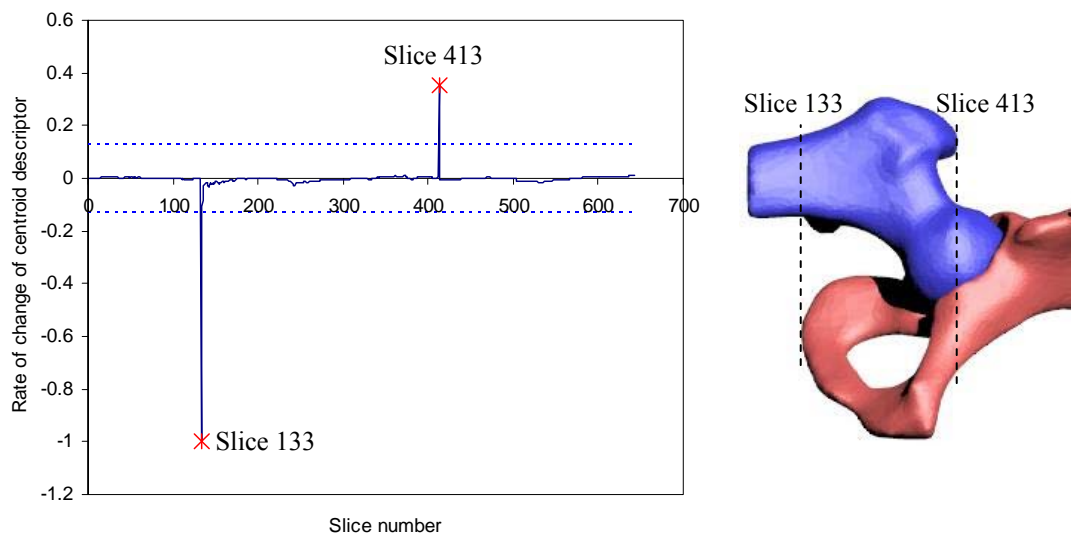 0.6
Slice 413
0.4
0.2
0
-0.2
-0.4
-0.6
-0.8
-1
-1.2
Slice 133
0 100 200 300 400 500 600 700
Rate of change of centroid descriptor
Slice number
Slice 133 Slice 413